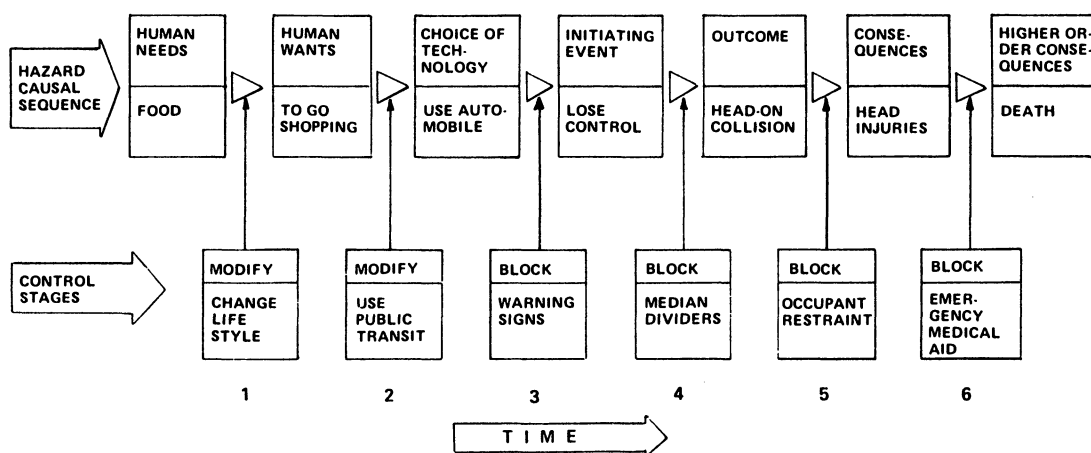 HAZARD
CAUSAL
SEQUENCE
HUMAN
NEEDS
FOOD
HUMAN
WANTS
TO GO
SHOPPING
CHOICE OF
TECH-
NOLOGY
USE AUTO-
MOBILE
INITIATING
EVENT
LOSE
CONTROL
OUTCOME
HEAD-ON
COLLISION
CONSE-
QUENCES
HEAD
INJURIES
HIGHER OR-
DER CONSE-
QUENCES
DEATH
CONTROL
STAGES
MODIFY
CHANGE
LIFE
STYLE
MODIFY
USE
PUBLIC
TRANSIT
BLOCK
WARNING
SIGNS
BLOCK
MEDIAN
DIVIDERS
BLOCK
OCCUPANT
RESTRAINT
BLOCK
EMER-
GENCY
MEDICAL
AID
1 2 3 4 5 6
TIME